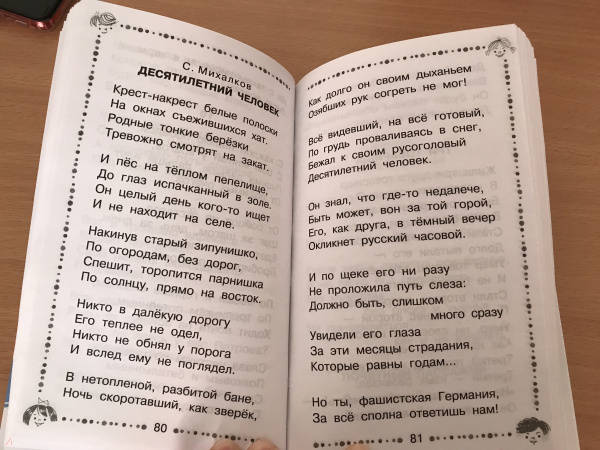 С. Михалков
ДЕСЯТИЛЕТНИЙ ЧЕЛОВЕК
Крест-накрест белые полоски
На окнах съежившихся хат.
Родные тонкие берёзки
Тревожно смотрят на закат.
И пёс на тёплом пепелище,
До глаз испачканный в золе.
Он целый день кого-то ищет
И не находит на селе.
Накинув старый зипунишко,
По огородам, без дорог,
Спешит, торопится парнишка
По солнцу, прямо на восток.
Никто в далёкую дорогу
Его теплее не одел,
Никто не обнял у порога
И вслед ему не поглядел.
В нетопленой, разбитой бане,
Ночь скоротавший, как зверёк,
80
Как долго он своим дыханьем
Озябших рук согреть не мог!
Всё видевший, на всё готовый,
По грудь проваливаясь в снег,
Бежал к своим русоголовый
Десятилетний человек.
Он знал, что где-то недалече,
Быть может, вон за той горой,
Его, как друга, в тёмный вечер
Окликнет русский часовой.
И по щеке его ни разу
Не проложила путь слеза:
Должно быть, слишком
много сразу
Увидели его глаза
За эти месяцы страдания,
Которые равны годам...
Но ты, фашистская Германия,
За всё сполна ответишь нам!
81